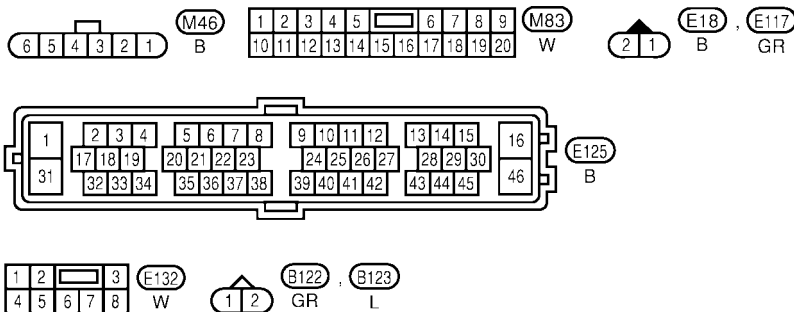 6 5 4 3 2 1 M46 B
1 2 3 4 5 6 7 8 9 M83 W
10 11 12 13 14 15 16 17 18 19 20
2 1 E18 B , E117 GR
1 2 3 4 5 6 7 8 9 10 11 12 13 14 15 16
17 18 19 20 21 22 23 24 25 26 27 28 29 30 E125 B
31 32 33 34 35 36 37 38 39 40 41 42 43 44 45 46
1 2 3 E132 W
4 5 6 7 8
1 2 B122 GR , B123 L